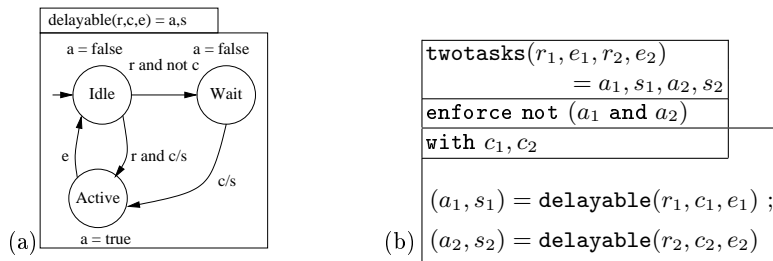 delayable(r,c,e) = a,s
a = false
a = false
r and not c
Idle
Wait
e
r and c/s
c/s
Active
a = true
(a)
twotasks(r₁, e₁, r₂, e₂)
= a₁, s₁, a₂, s₂
enforce not (a₁ and a₂)
with c₁, c₂
(a₁, s₁) = delayable(r₁, c₁, e₁) ;
(a₂, s₂) = delayable(r₂, c₂, e₂)
(b)